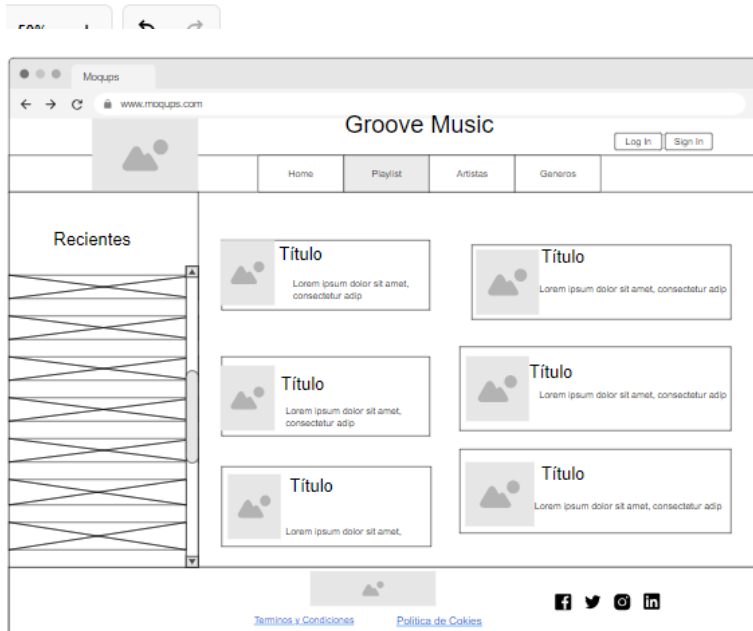 Moqups
www.moqups.com
Groove Music
Log In
Sign In
Home
Playlist
Artistas
Generos
Recientes
Título
Lorem ipsum dolor sit amet,
consectetur adip
Título
Lorem ipsum dolor sit amet, consectetur adip
Título
Lorem ipsum dolor sit amet,
consectetur adip
Título
Lorem ipsum dolor sit amet, consectetur adip
Título
Lorem ipsum dolor sit amet,
Título
Lorem ipsum dolor sit amet, consectetur adip
Terminos y Condiciones
Politica de Cokies